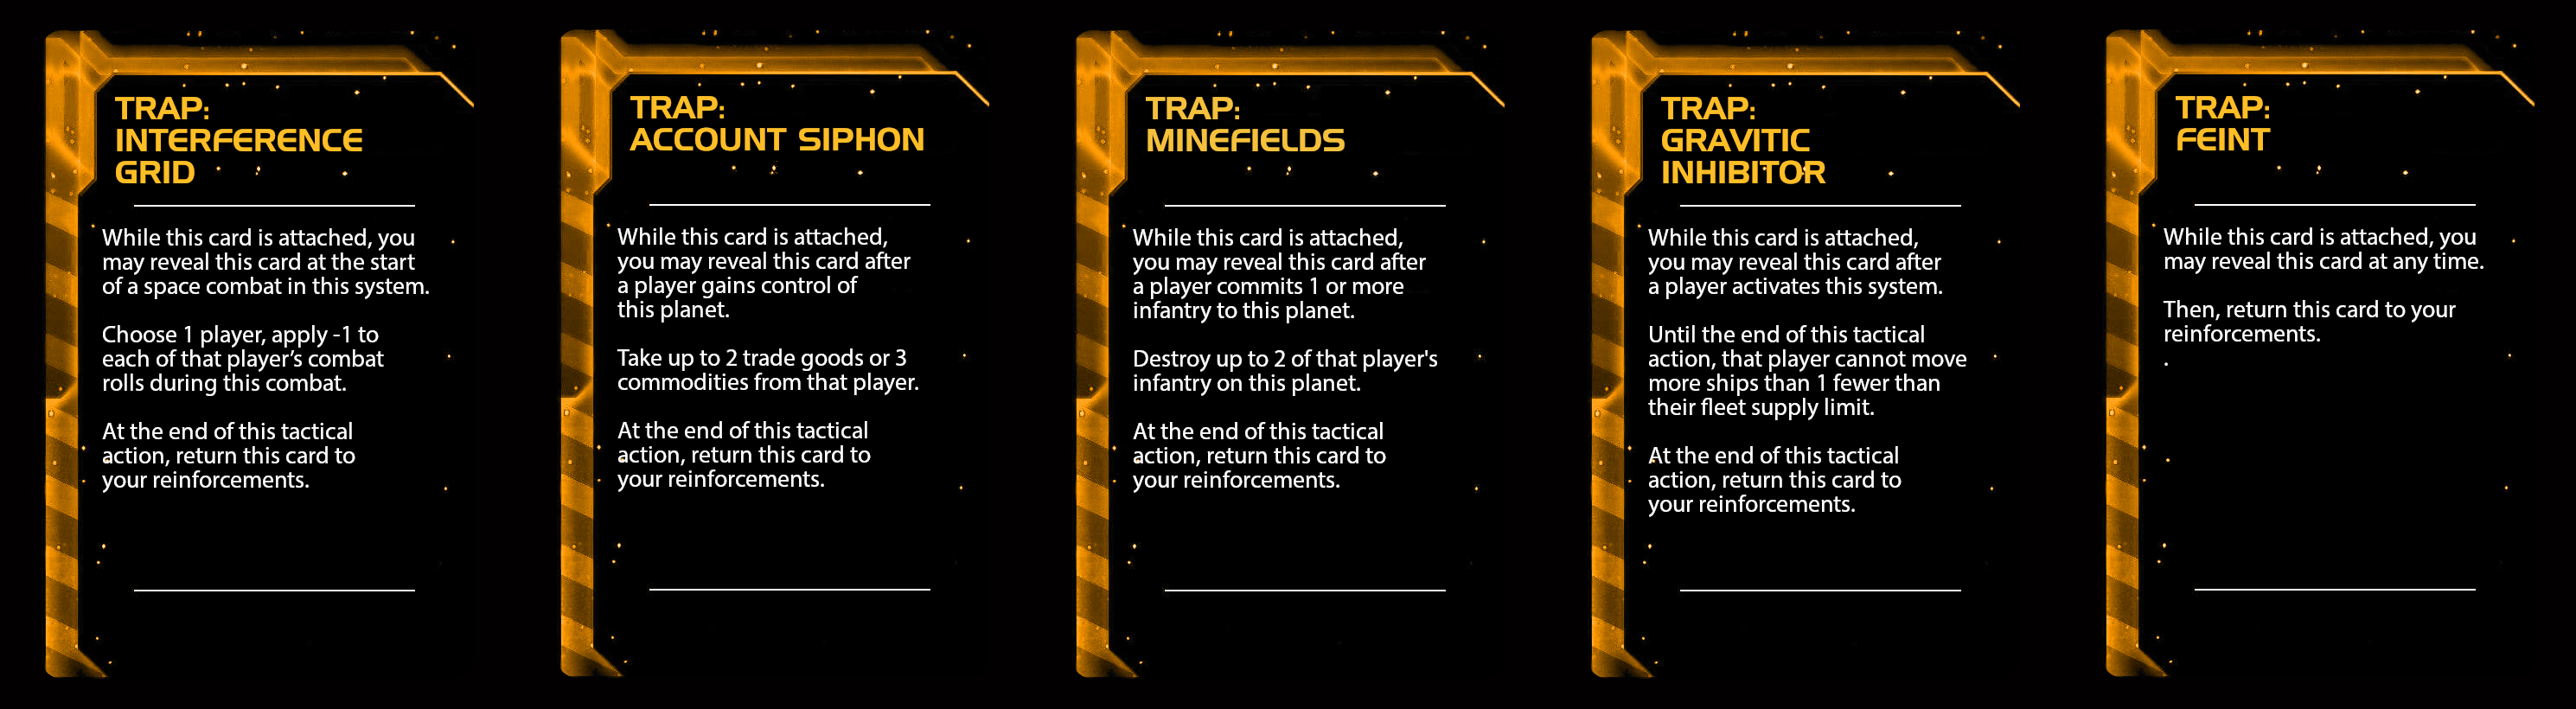 TRAP:
INTERFERENCE
GRID
While this card is attached, you
may reveal this card at the start
of a space combat in this system.
Choose 1 player, apply -1 to
each of that player’s combat
rolls during this combat.
At the end of this tactical
action, return this card to
your reinforcements.
TRAP:
ACCOUNT SIPHON
While this card is attached,
you may reveal this card after
a player gains control of
this planet.
Take up to 2 trade goods or 3
commodities from that player.
At the end of this tactical
action, return this card to
your reinforcements.
TRAP:
MINEFIELDS
While this card is attached,
you may reveal this card after
a player commits 1 or more
infantry to this planet.
Destroy up to 2 of that player's
infantry on this planet.
At the end of this tactical
action, return this card to
your reinforcements.
TRAP:
GRAVITIC
INHIBITOR
While this card is attached,
you may reveal this card after
a player activates this system.
Until the end of this tactical
action, that player cannot move
more ships than 1 fewer than
their fleet supply limit.
At the end of this tactical
action, return this card to
your reinforcements.
TRAP:
FEINT
While this card is attached, you
may reveal this card at any time.
Then, return this card to your
reinforcements.
.